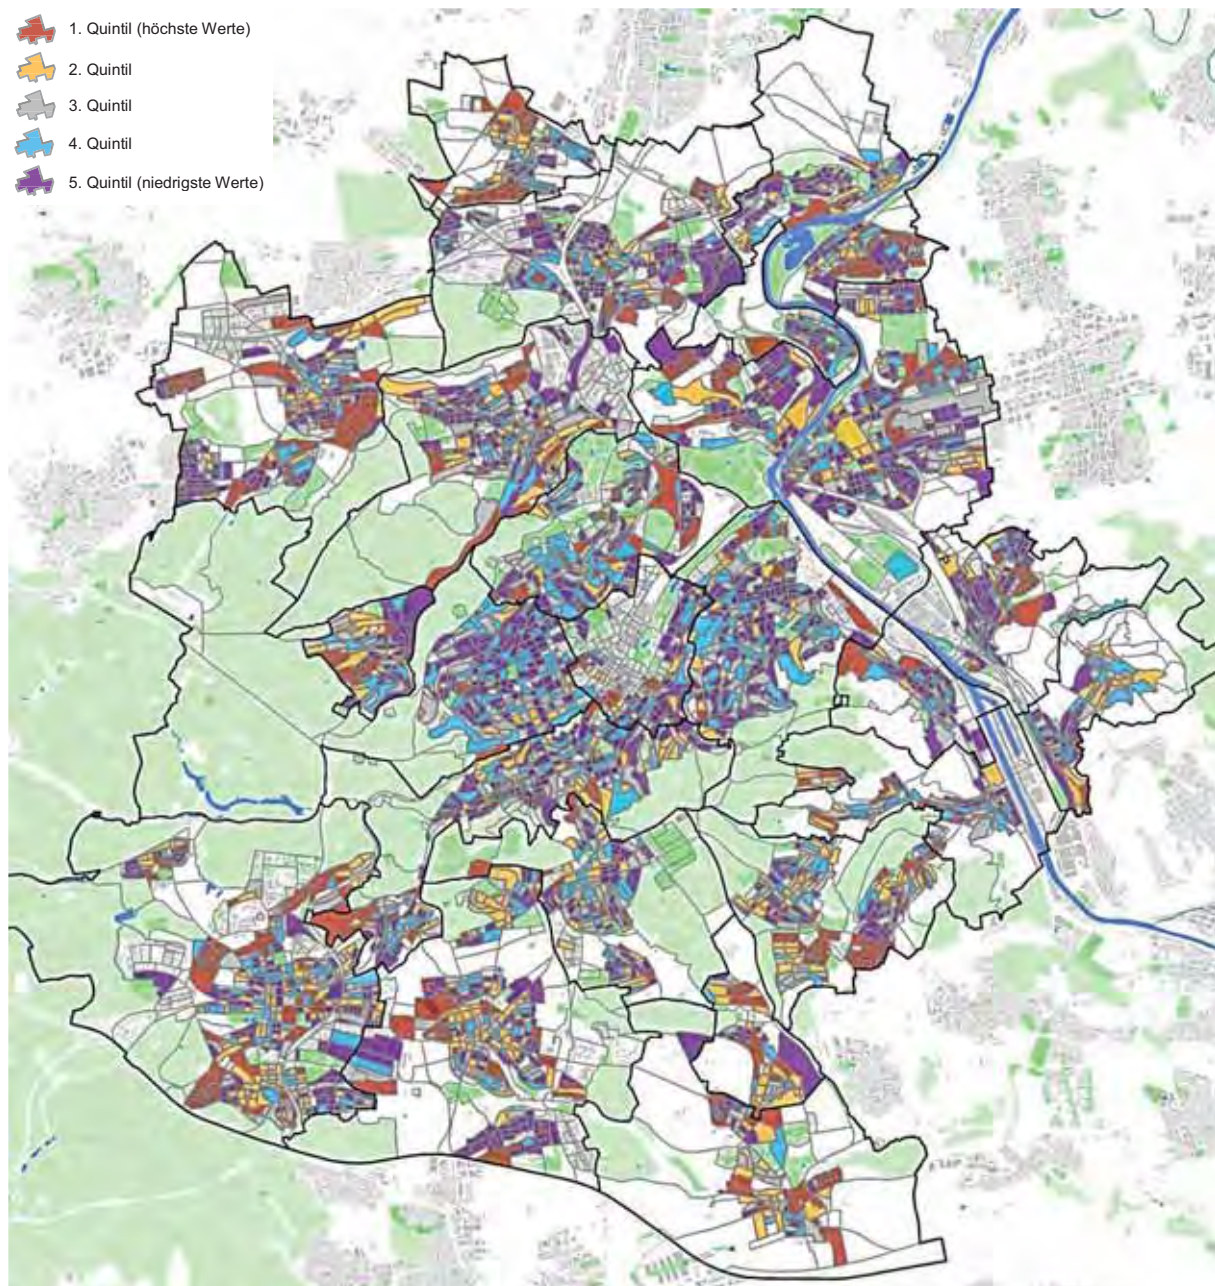 1. Quintil (höchste Werte)
2. Quintil
3. Quintil
4. Quintil
5. Quintil (niedrigste Werte)